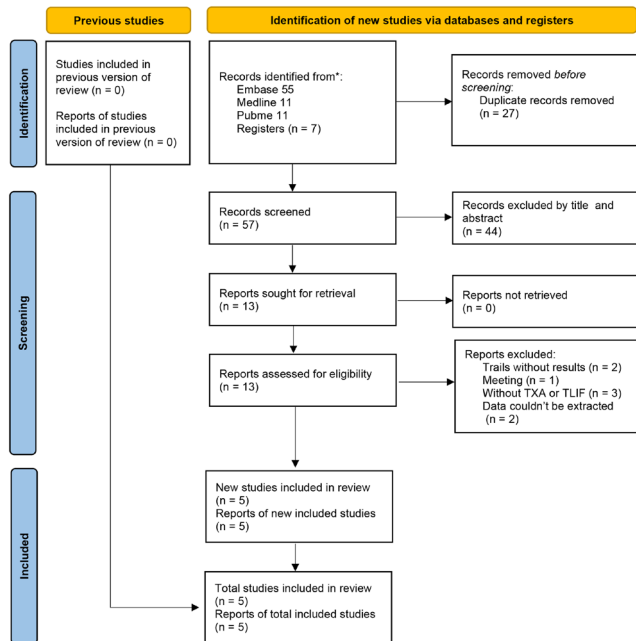 Previous studies
Identification of new studies via databases and registers
Identification
Studies included in
previous version of
review (n = 0)
Reports of studies
included in previous
version of review (n = 0)
Records identified from*:
Embase 55
Medline 11
Pubme 11
Registers (n = 7)
Records removed before
screening:
Duplicate records removed
(n = 27)
Screening
Records screened
(n = 57)
Records excluded by title and
abstract
(n = 44)
Reports sought for retrieval
(n = 13)
Reports not retrieved
(n = 0)
Reports assessed for eligibility
(n = 13)
Reports excluded:
Trails without results (n = 2)
Meeting (n = 1)
Without TXA or TLIF (n = 3)
Data couldn't be extracted
(n = 2)
Included
New studies included in review
(n = 5)
Reports of new included studies
(n = 5)
Total studies included in review
(n = 5)
Reports of total included studies
(n = 5)